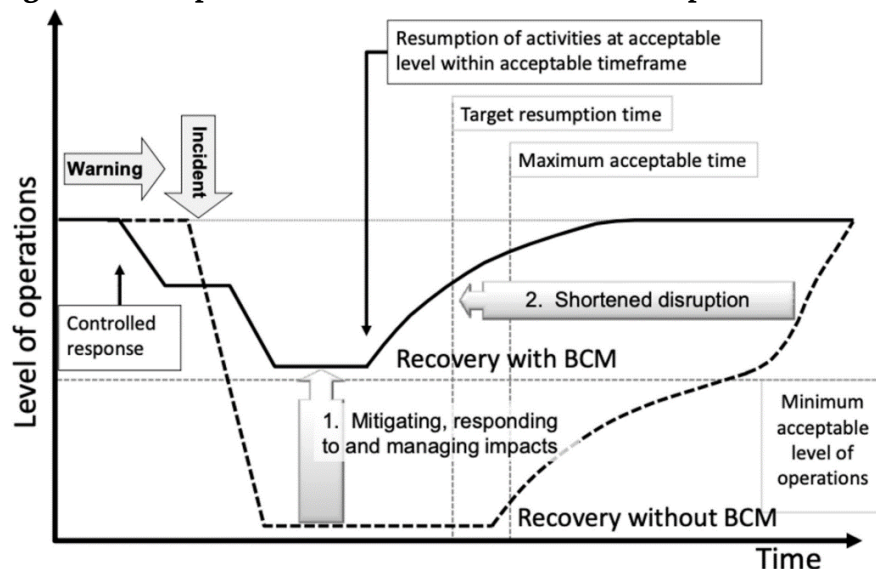 Resumption of activities at acceptable
level within acceptable timeframe
Target resumption time
Maximum acceptable time
Warning
Incident
Level of operations
Controlled
response
2. Shortened disruption
Recovery with BCM
1. Mitigating, responding
to and managing impacts
Minimum
acceptable
level of
operations
Recovery without BCM
Time